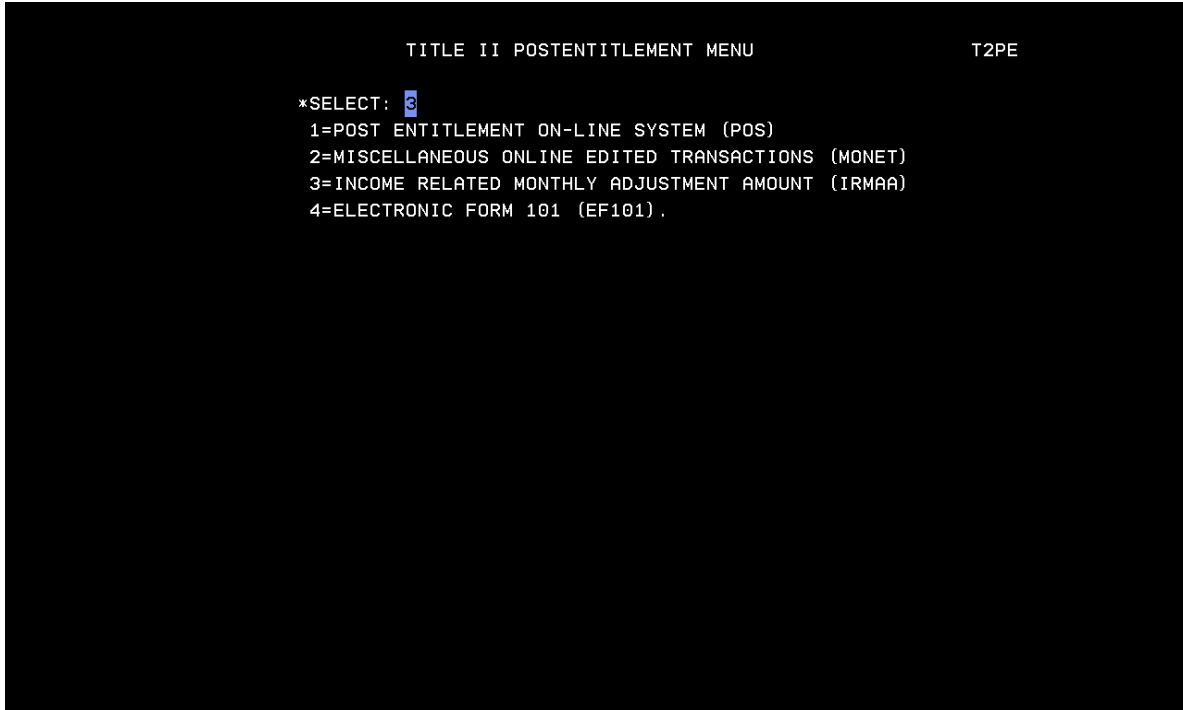 TITLE II POSTENTITLEMENT MENU T2PE
*SELECT: 3
1=POST ENTITLEMENT ON-LINE SYSTEM (POS)
2=MISCELLANEOUS ONLINE EDITED TRANSACTIONS (MONET)
3=INCOME RELATED MONTHLY ADJUSTMENT AMOUNT (IRMAA)
4=ELECTRONIC FORM 101 (EF101).